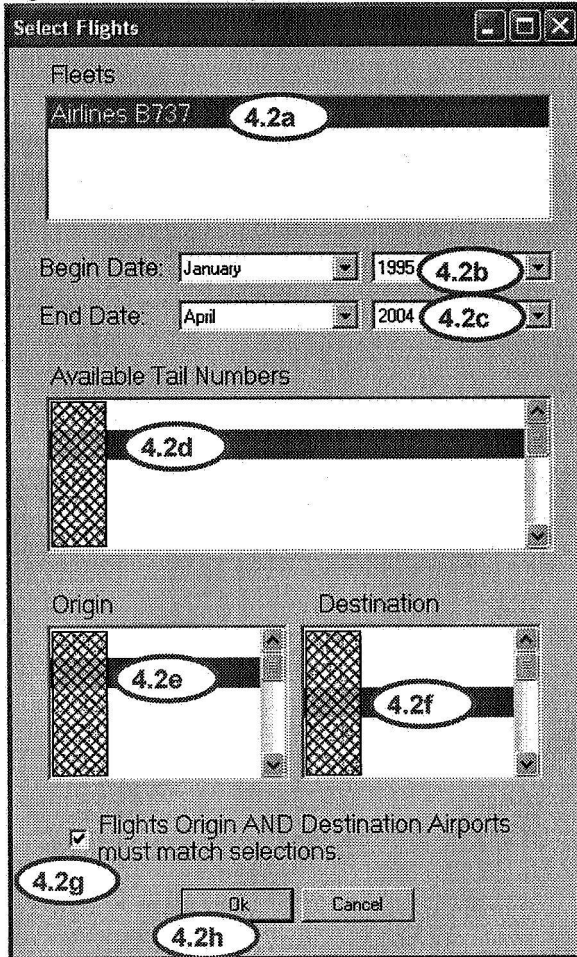 Select Flights
Fleets
Airlines B737 4.2a
Begin Date: January 1995 4.2b
End Date: April 2004 4.2c
Available Tail Numbers
4.2d
Origin Destination
4.2e 4.2f
Flights Origin AND Destination Airports
must match selections.
4.2g
Ok Cancel
4.2h